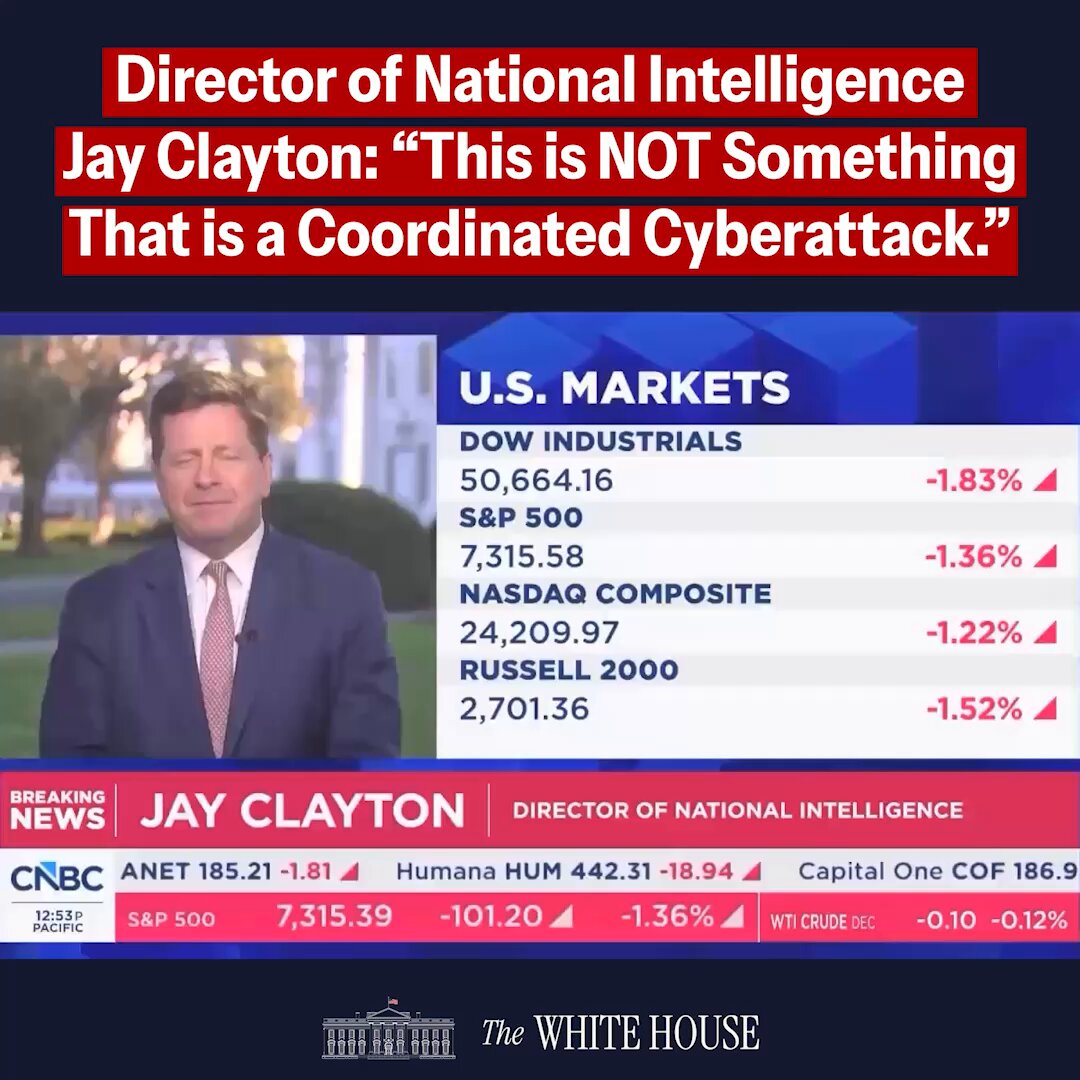 Director of National Intelligence
Jay Clayton: “This is NOT Something
That is a Coordinated Cyberattack.”
U.S. MARKETS
DOW INDUSTRIALS
50,664.16 -1.83%
S&P 500
7,315.58 -1.36%
NASDAQ COMPOSITE
24,209.97 -1.22%
RUSSELL 2000
2,701.36 -1.52%
BREAKING
NEWS
JAY CLAYTON
DIRECTOR OF NATIONAL INTELLIGENCE
CNBC
ANET 185.21 -1.81 Humana HUM 442.31 -18.94 Capital One COF 186.9
12:53P
PACIFIC
S&P 500 7,315.39 -101.20 -1.36% WTI CRUDE DEC -0.10 -0.12%
The WHITE HOUSE